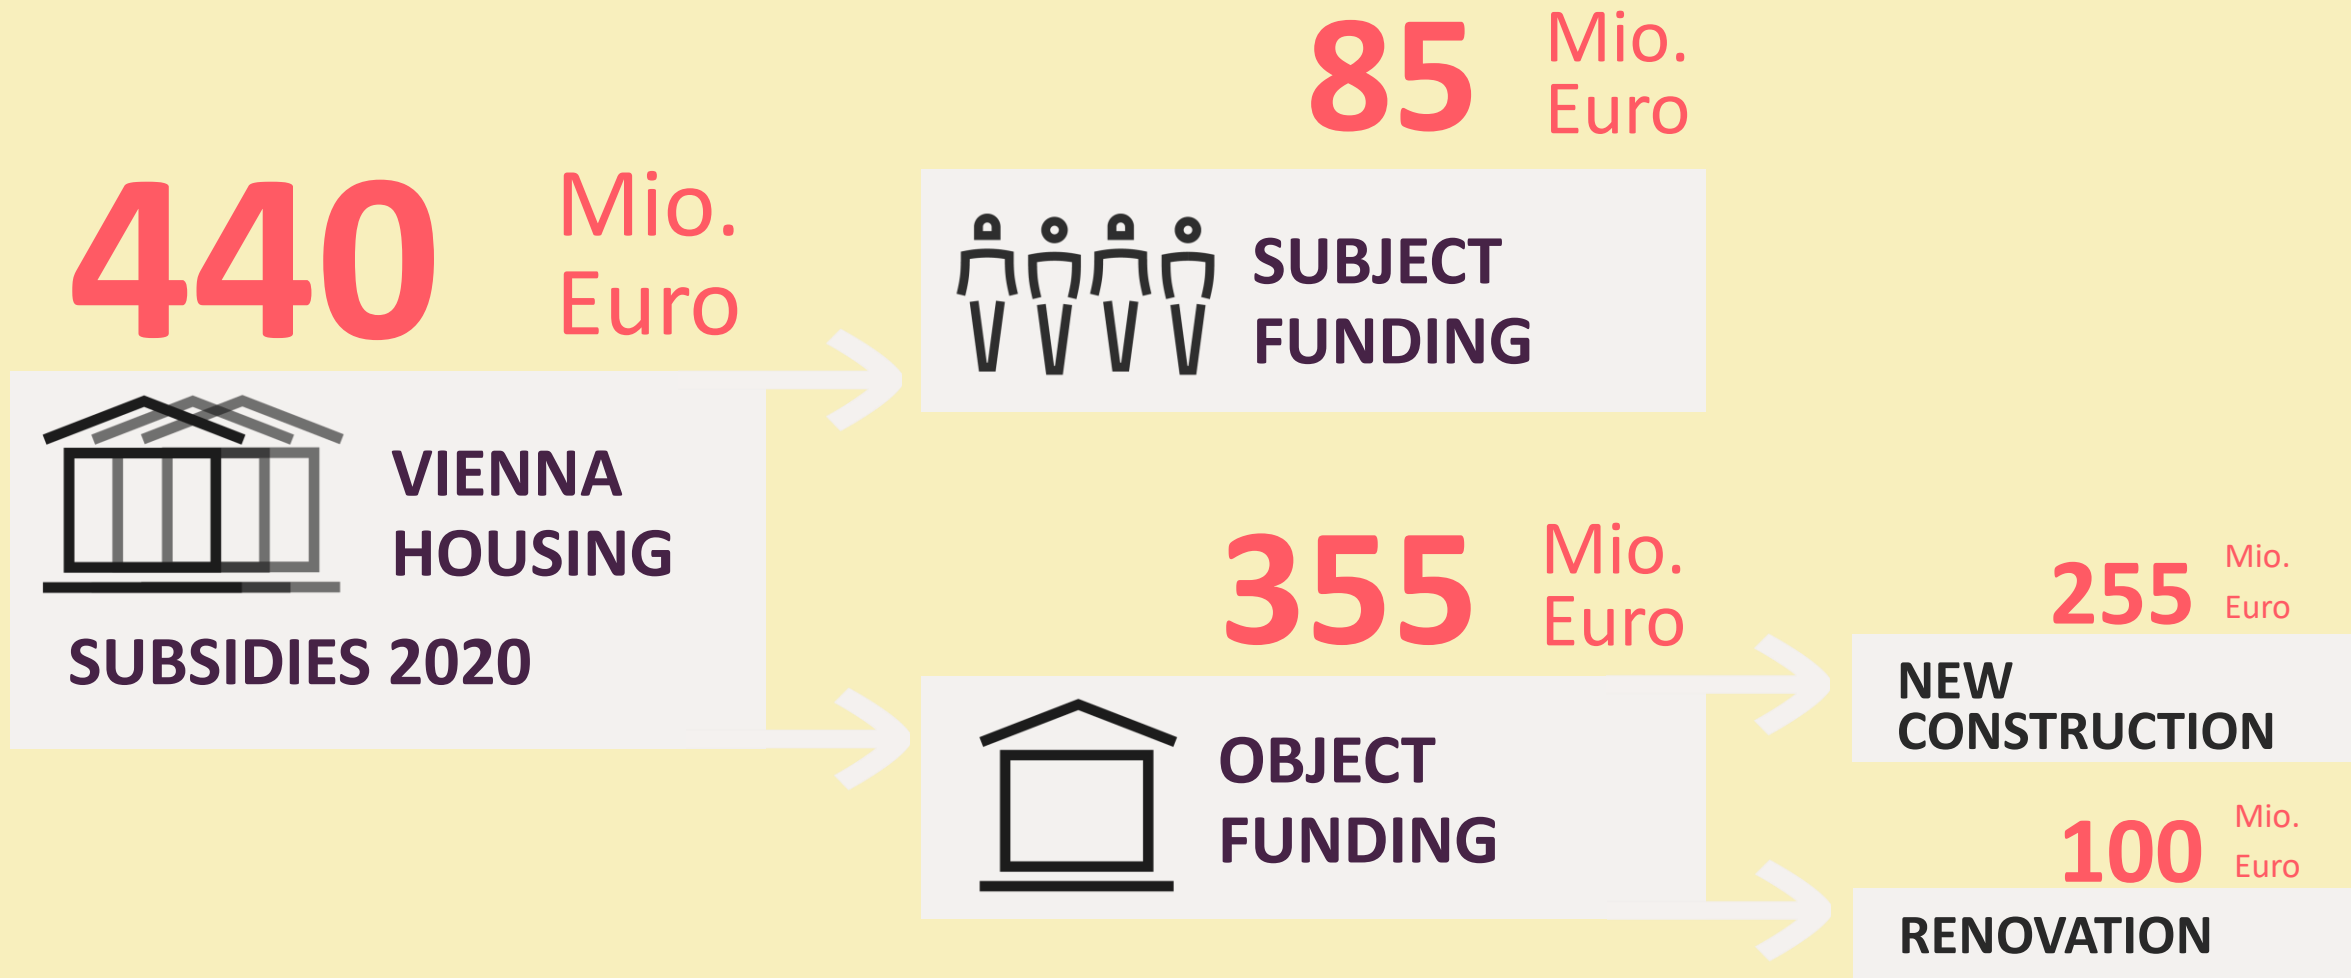 440 Mio.
Euro
VIENNA
HOUSING
SUBSIDIES 2020
85 Mio.
Euro
SUBJECT
FUNDING
355 Mio.
Euro
OBJECT
FUNDING
255 Mio.
Euro
NEW
CONSTRUCTION
100 Mio.
Euro
RENOVATION